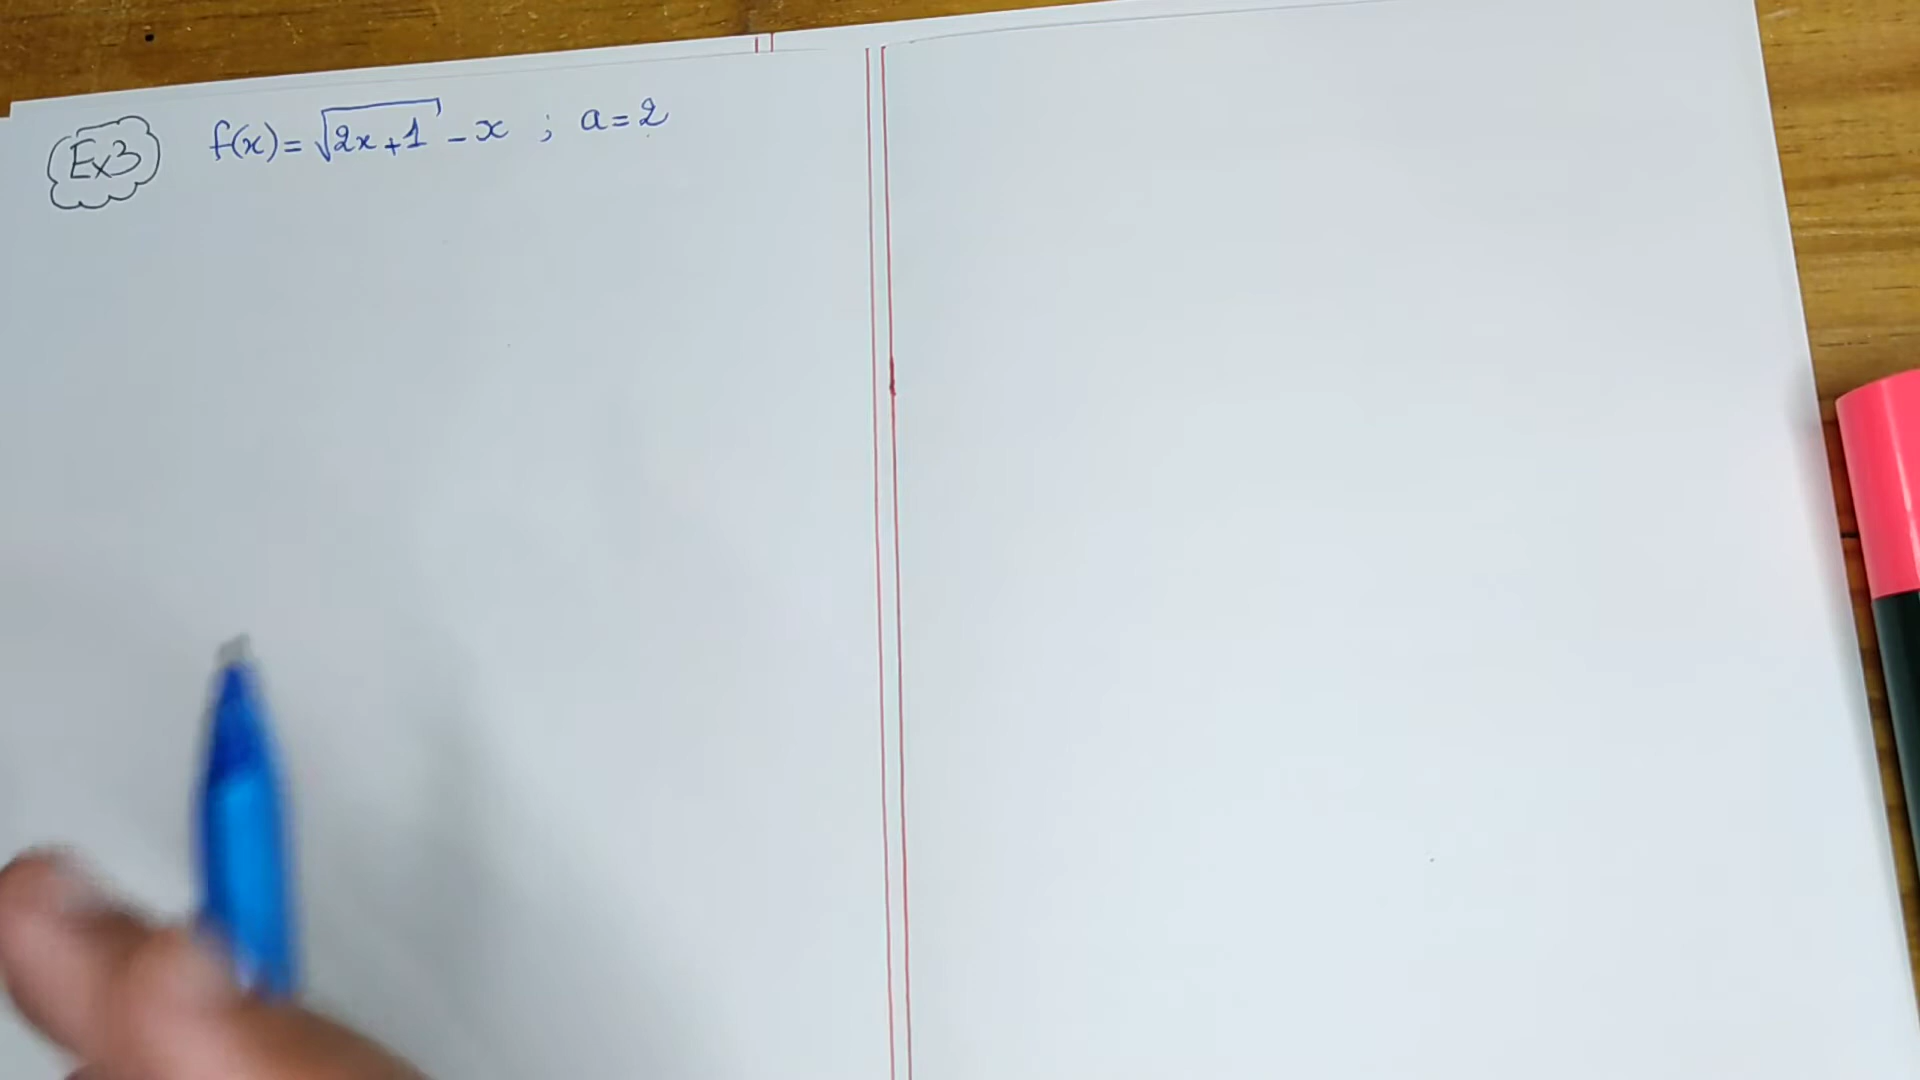 Ex3 f(x) = √(2x+1) - x ; a = 2